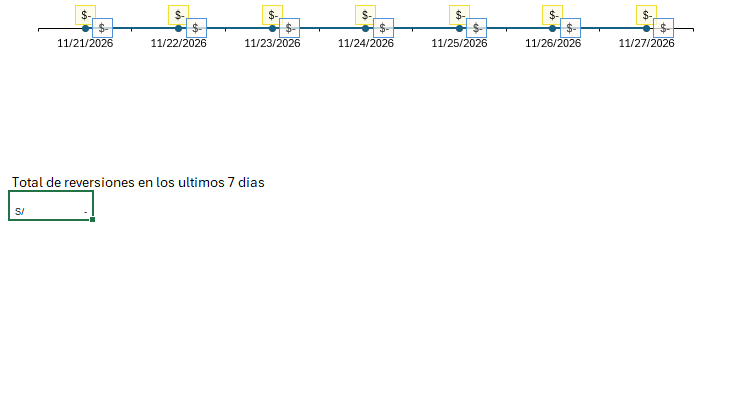 $- $- $- $- $- $- $-
$- $- $- $- $- $- $-
11/21/2026 11/22/2026 11/23/2026 11/24/2026 11/25/2026 11/26/2026 11/27/2026
Total de reversiones en los ultimos 7 dias
S/ -